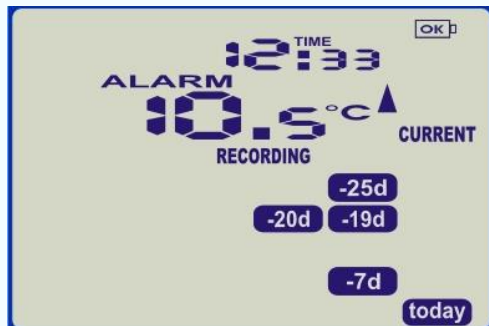 OK
TIME
12:33
ALARM
10.5°C
CURRENT
RECORDING
-25d
-20d -19d
-7d
today